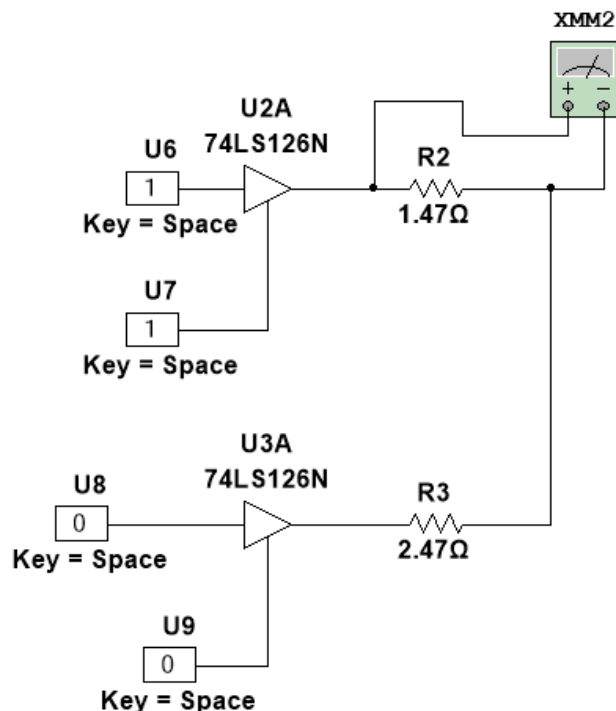 XMM2
+ −
U2A
74LS126N
U6
1
Key = Space
R2
1.47Ω
U7
1
Key = Space
U3A
74LS126N
U8
0
Key = Space
R3
2.47Ω
U9
0
Key = Space